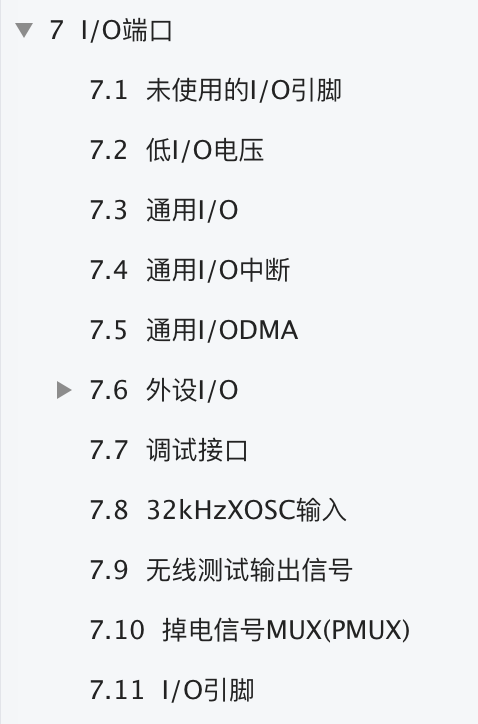 7 I/O端口
7.1 未使用的I/O引脚
7.2 低I/O电压
7.3 通用I/O
7.4 通用I/O中断
7.5 通用I/ODMA
7.6 外设I/O
7.7 调试接口
7.8 32kHzXOSC输入
7.9 无线测试输出信号
7.10 掉电信号MUX(PMUX)
7.11 I/O引脚